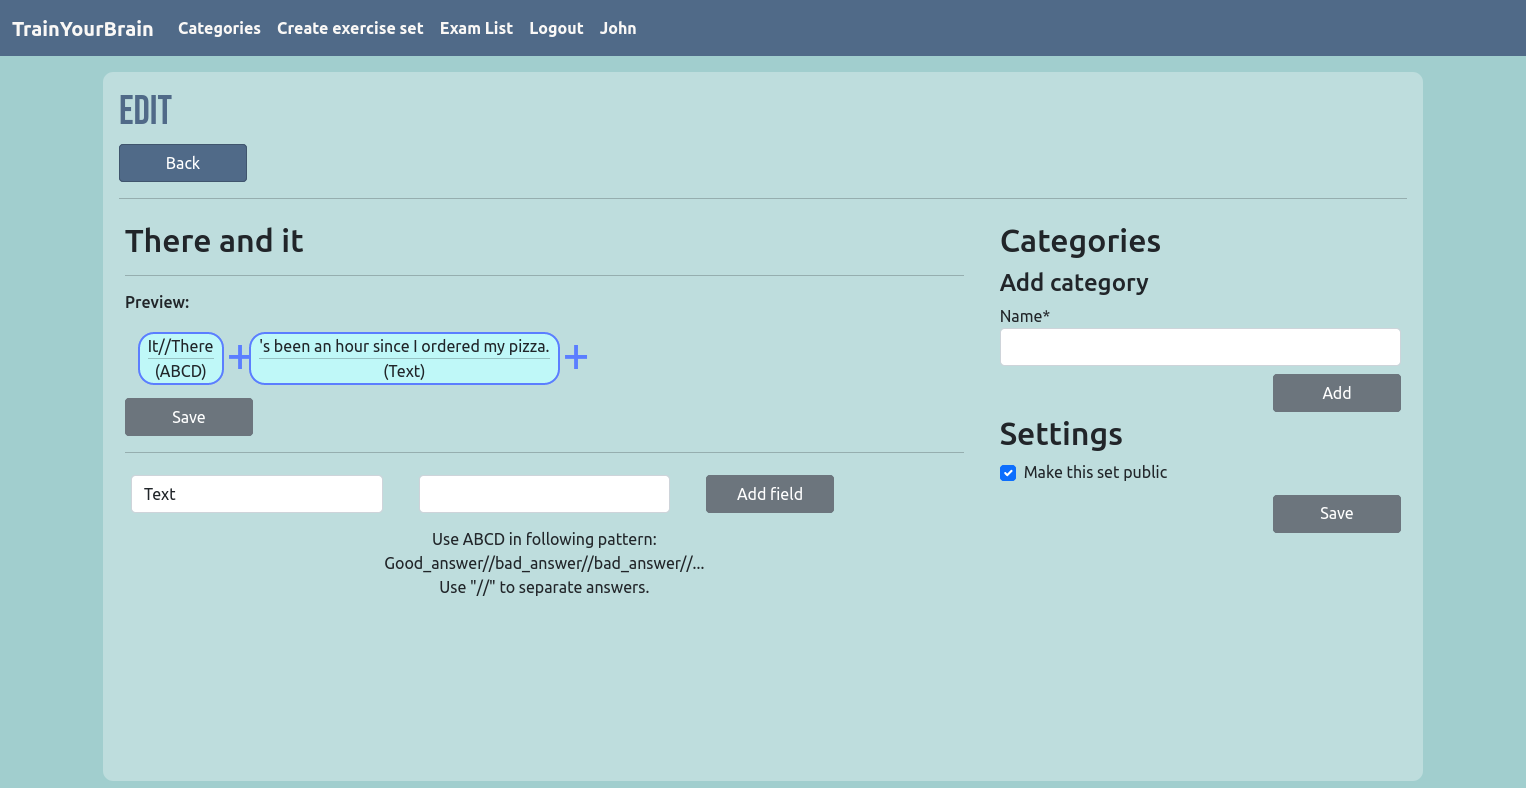 TrainYourBrain Categories Create exercise set Exam List Logout John
EDIT
Back
There and it
Preview:
It//There
(ABCD)
+
's been an hour since I ordered my pizza.
(Text)
+
Save
Text
Add field
Use ABCD in following pattern:
Good_answer//bad_answer//bad_answer//...
Use "//" to separate answers.
Categories
Add category
Name*
Add
Settings
Make this set public
Save